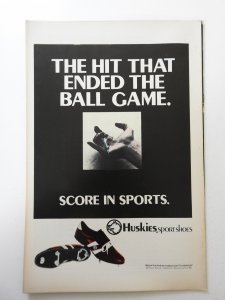 THE HIT THAT
ENDED THE
BALL GAME.
SCORE IN SPORTS.
Huskies, SPORT SHOES